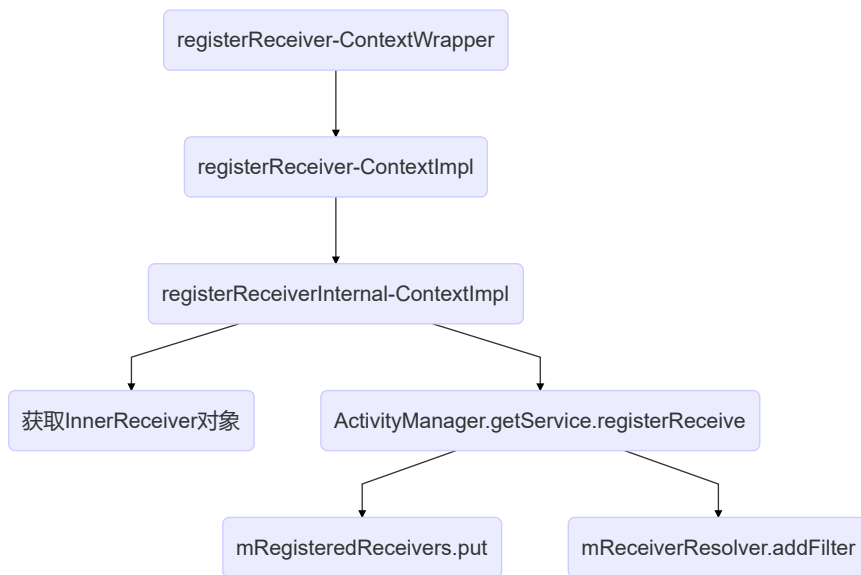 registerReceiver-ContextWrapper
registerReceiver-ContextImpl
registerReceiverInternal-ContextImpl
获取InnerReceiver对象
ActivityManager.getService.registerReceive
mRegisteredReceivers.put
mReceiverResolver.addFilter